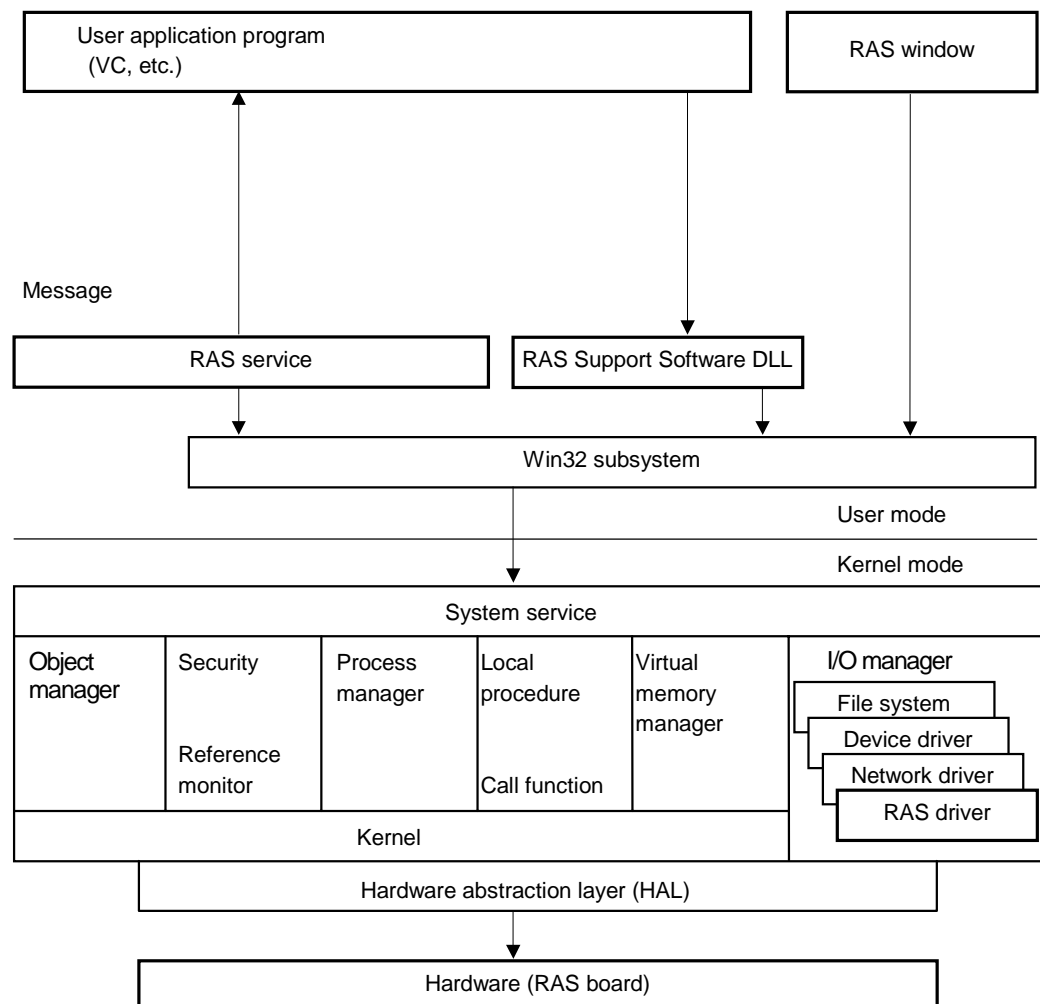 User application program
(VC, etc.)
RAS window
Message
RAS service
RAS Support Software DLL
Win32 subsystem
User mode
Kernel mode
System service
Object
manager
Security
Reference
monitor
Process
manager
Local
procedure
Call function
Virtual
memory
manager
I/O manager
File system
Device driver
Network driver
RAS driver
Kernel
Hardware abstraction layer (HAL)
Hardware (RAS board)